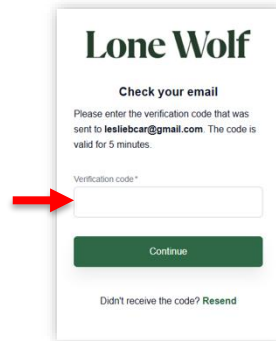 Lone Wolf
Check your email
Please enter the verification code that was
sent to lesliebcar@gmail.com. The code is
valid for 5 minutes.
Verification code*
Continue
Didn't receive the code? Resend